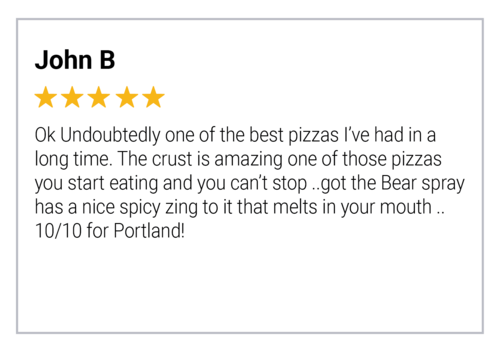 John B
Ok Undoubtedly one of the best pizzas I've had in a
long time. The crust is amazing one of those pizzas
you start eating and you can't stop ..got the Bear spray
has a nice spicy zing to it that melts in your mouth ..
10/10 for Portland!